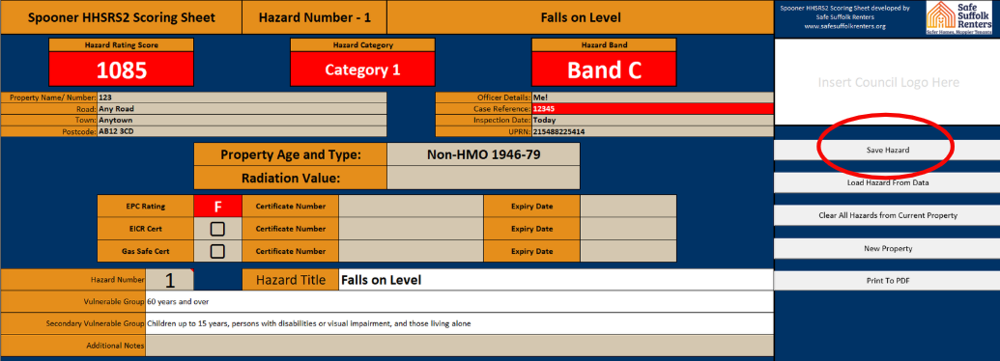 Spooner HHSRS2 Scoring Sheet
Hazard Number - 1
Falls on Level
Spooner HHSRS2 Scoring Sheet developed by
Safe Suffolk Renters
www.safesuffolkrenters.org
Safe
Suffolk
Renters
Safer Homes, Happier Tenants
Hazard Rating Score
1085
Hazard Category
Category 1
Hazard Band
Band C
Insert Council Logo Here
Property Name/ Number: 123
Road: Any Road
Town: Anytown
Postcode: AB12 3CD
Officer Details: Me!
Case Reference: 12345
Inspection Date: Today
UPRN: 215488225414
Property Age and Type: Non-HMO 1946-79
Radiation Value:
Save Hazard
Load Hazard From Data
Clear All Hazards from Current Property
New Property
Print To PDF
EPC Rating F Certificate Number Expiry Date
EICR Cert Certificate Number Expiry Date
Gas Safe Cert Certificate Number Expiry Date
Hazard Number 1 Hazard Title Falls on Level
Vulnerable Group 60 years and over
Secondary Vulnerable Group Children up to 15 years, persons with disabilities or visual impairment, and those living alone
Additional Notes